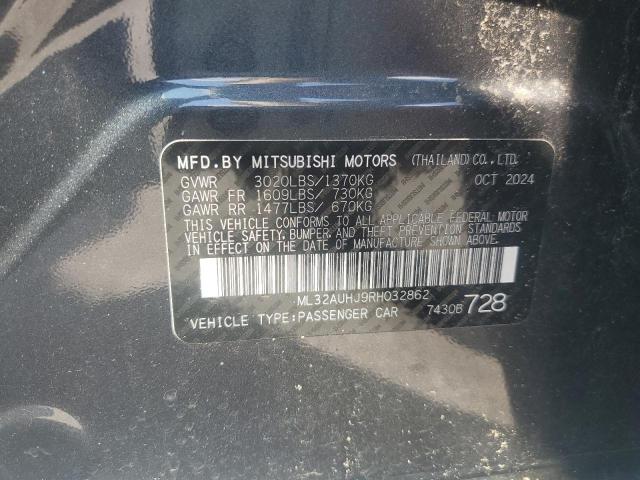 MFD.BY MITSUBISHI MOTORS (THAILAND)CO.,LTD.
GVWR 3020LBS/1370KG OCT 2024
GAWR FR 1609LBS/ 730KG
GAWR RR 1477LBS/ 670KG
THIS VEHICLE CONFORMS TO ALL APPLICABLE FEDERAL MOTOR
VEHICLE SAFETY, BUMPER, AND THEFT PREVENTION STANDARDS
IN EFFECT ON THE DATE OF MANUFACTURE SHOWN ABOVE.
ML32AUHJ9RH032862
VEHICLE TYPE:PASSENGER CAR 7430B 728